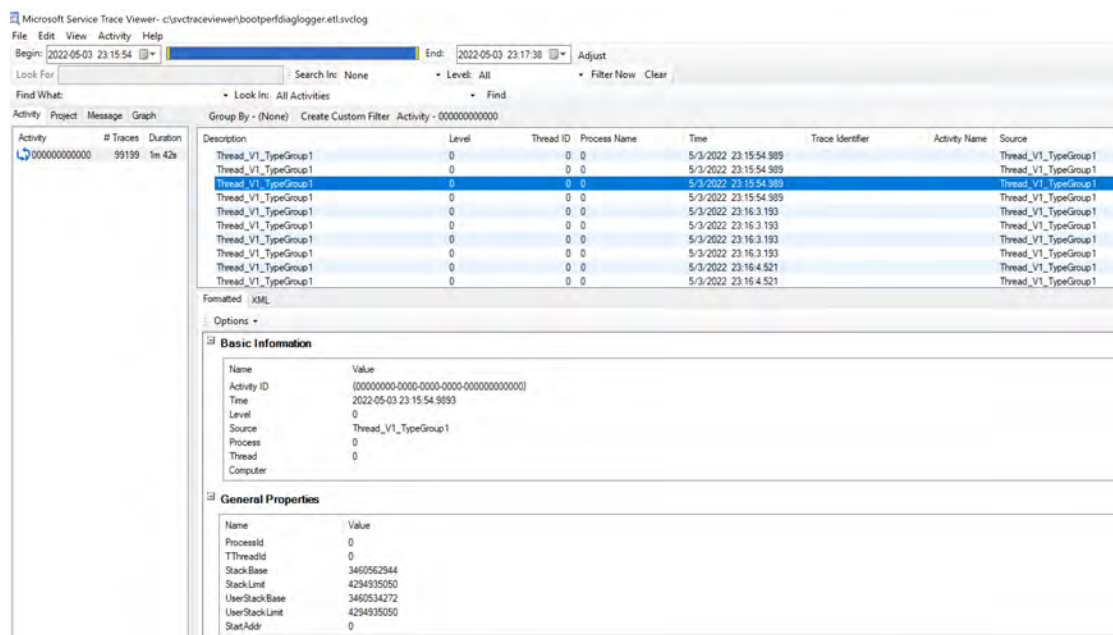 Microsoft Service Trace Viewer- c:\svctraceviewer\bootperfdiaglogger.etl.svclog
File Edit View Activity Help
Begin: 2022-05-03 23:15:54 End: 2022-05-03 23:17:38 Adjust
Look For Search In: None Level: All Filter Now Clear
Find What: Look In: All Activities Find
Activity Project Message Graph Group By - (None) Create Custom Filter Activity - 000000000000
Activity # Traces Duration Description Level Thread ID Process Name Time Trace Identifier Activity Name Source
000000000000 99199 1m 42s Thread_V1_TypeGroup1 0 0 0 5/3/2022 23:15:54.989 Thread_V1_TypeGroup1
Thread_V1_TypeGroup1 0 0 0 5/3/2022 23:15:54.989 Thread_V1_TypeGroup1
Thread_V1_TypeGroup1 0 0 0 5/3/2022 23:15:54.989 Thread_V1_TypeGroup1
Thread_V1_TypeGroup1 0 0 0 5/3/2022 23:15:54.989 Thread_V1_TypeGroup1
Thread_V1_TypeGroup1 0 0 0 5/3/2022 23:16:3.193 Thread_V1_TypeGroup1
Thread_V1_TypeGroup1 0 0 0 5/3/2022 23:16:3.193 Thread_V1_TypeGroup1
Thread_V1_TypeGroup1 0 0 0 5/3/2022 23:16:3.193 Thread_V1_TypeGroup1
Thread_V1_TypeGroup1 0 0 0 5/3/2022 23:16:3.193 Thread_V1_TypeGroup1
Thread_V1_TypeGroup1 0 0 0 5/3/2022 23:16:4.521 Thread_V1_TypeGroup1
Thread_V1_TypeGroup1 0 0 0 5/3/2022 23:16:4.521 Thread_V1_TypeGroup1
Formatted XML
Options
Basic Information
Name Value
Activity ID {00000000-0000-0000-0000-000000000000}
Time 2022-05-03 23:15:54.9893
Level 0
Source Thread_V1_TypeGroup1
Process 0
Thread 0
Computer
General Properties
Name Value
ProcessId 0
TThreadId 0
StackBase 3460562944
StackLimit 4294935050
UserStackBase 3460534272
UserStackLimit 4294935050
StartAddr 0